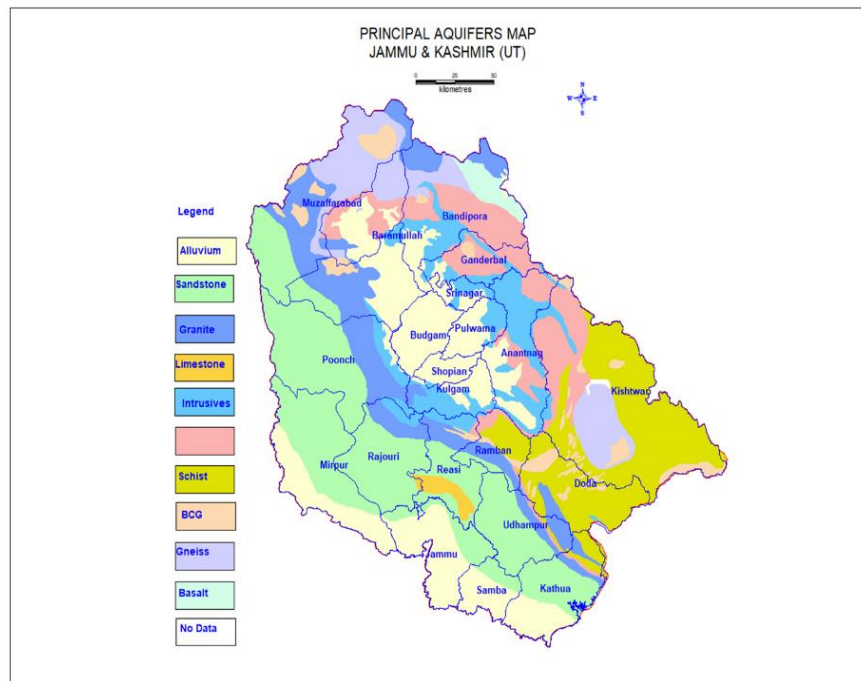 PRINCIPAL AQUIFERS MAP
JAMMU & KASHMIR (UT)
0 25 50
kilometres
N
W E
S
Legend
Alluvium
Sandstone
Granite
Limestone
Intrusives
Schist
BCG
Gneiss
Basalt
No Data
Muzaffarabad
Bandipora
Baramullah
Ganderbal
Srinagar
Budgam
Pulwama
Anantnag
Poonch
Shopian
Kulgam
Kishtwar
Ramban
Rajouri
Mirpur
Reasi
Doda
Udhampur
Jammu
Samba
Kathua